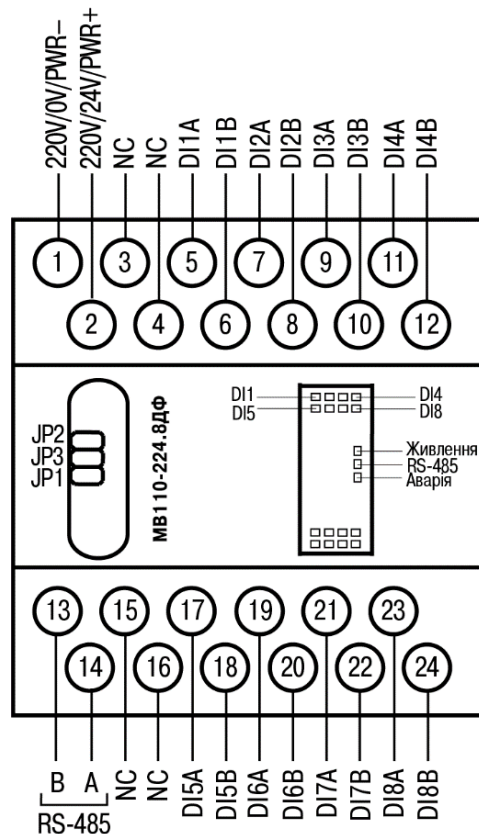 220V/0V/PWR−
220V/24V/PWR+
NC
NC
DI1A
DI1B
DI2A
DI2B
DI3A
DI3B
DI4A
DI4B
1
3
5
7
9
11
2
4
6
8
10
12
JP2
JP3
JP1
МВ110-224.8ДФ
DI1
DI4
DI5
DI8
Живлення
RS-485
Аварія
13
15
17
19
21
23
14
16
18
20
22
24
B
A
NC
NC
DI5A
DI5B
DI6A
DI6B
DI7A
DI7B
DI8A
DI8B
RS-485